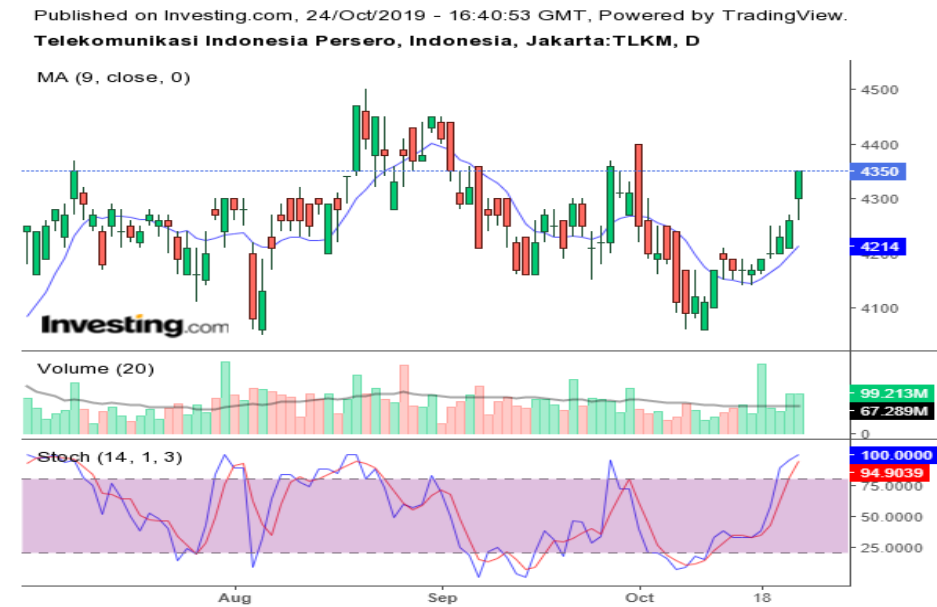 Published on Investing.com, 24/Oct/2019 - 16:40:53 GMT, Powered by TradingView.
Telekomunikasi Indonesia Persero, Indonesia, Jakarta:TLKM, D
MA (9, close, 0)
4500
4400
4350
4300
4214
4200
4100
Investing.com
Volume (20)
99.213M
67.289M
0
Stoch (14, 1, 3)
100.0000
94.9039
75.0000
50.0000
25.0000
Aug Sep Oct 18